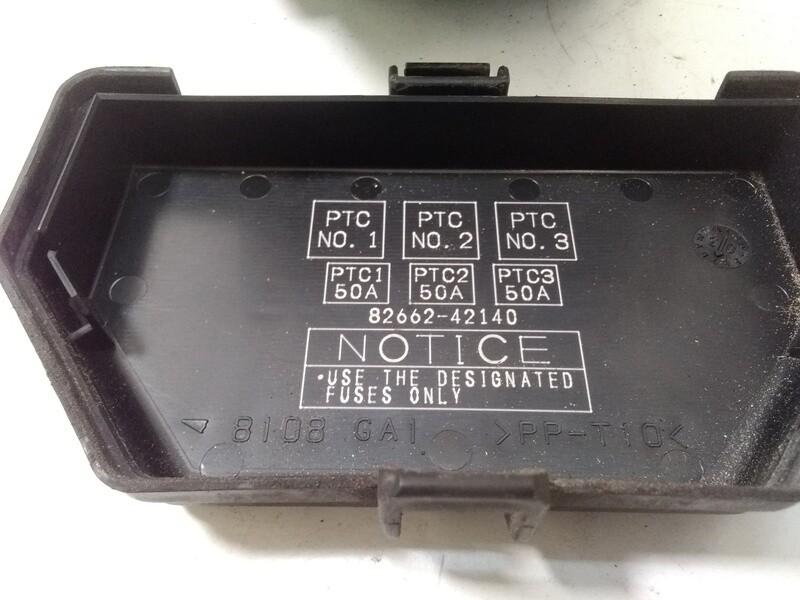 PTC
NO. 1
PTC
NO. 2
PTC
NO. 3
PTC1
50A
PTC2
50A
PTC3
50A
82662-42140
NOTICE
•USE THE DESIGNATED
FUSES ONLY
8108 GA1 >PP-T10<